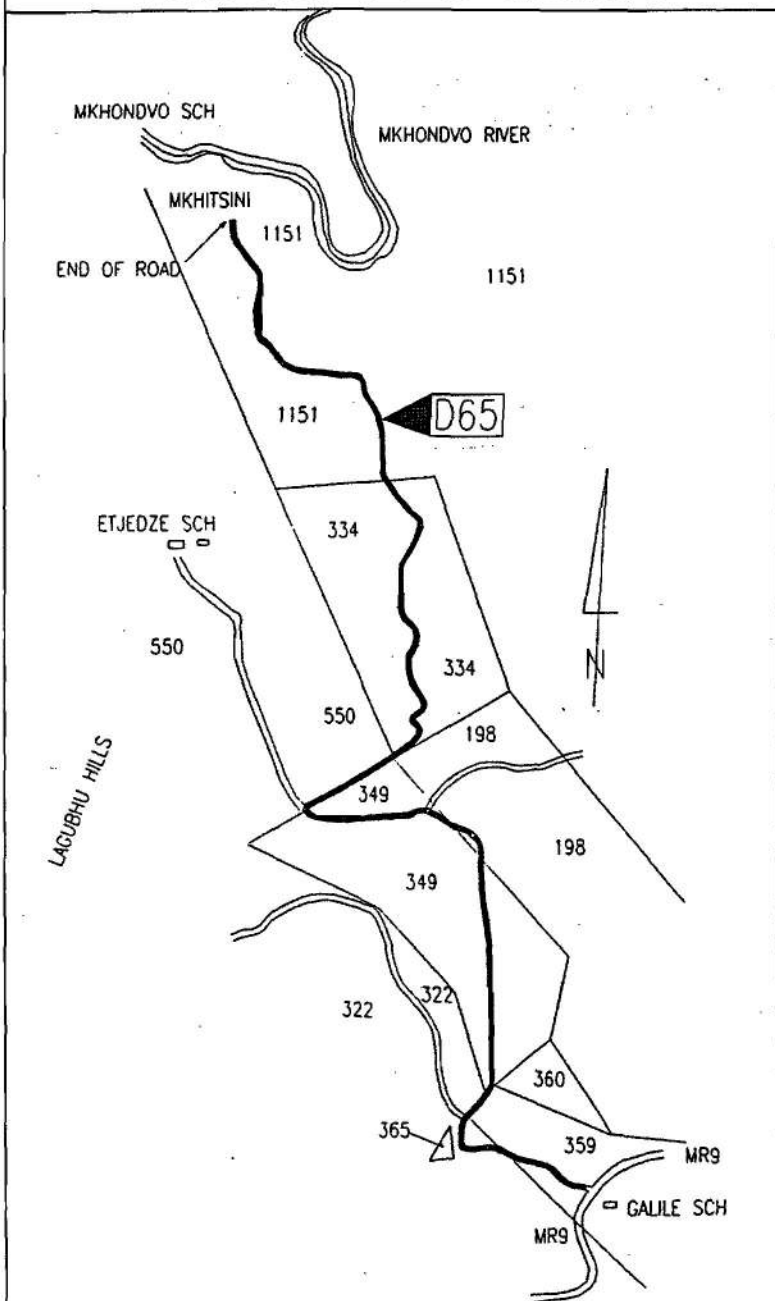 MKHONDVO SCH
MKHONDVO RIVER
MKHITSINI
1151
END OF ROAD
1151
1151
D65
ETJEDZE SCH
334
550
334
N
550
198
349
LAGUBHU HILLS
198
349
322
322
360
365
359
MR9
GALILE SCH
MR9